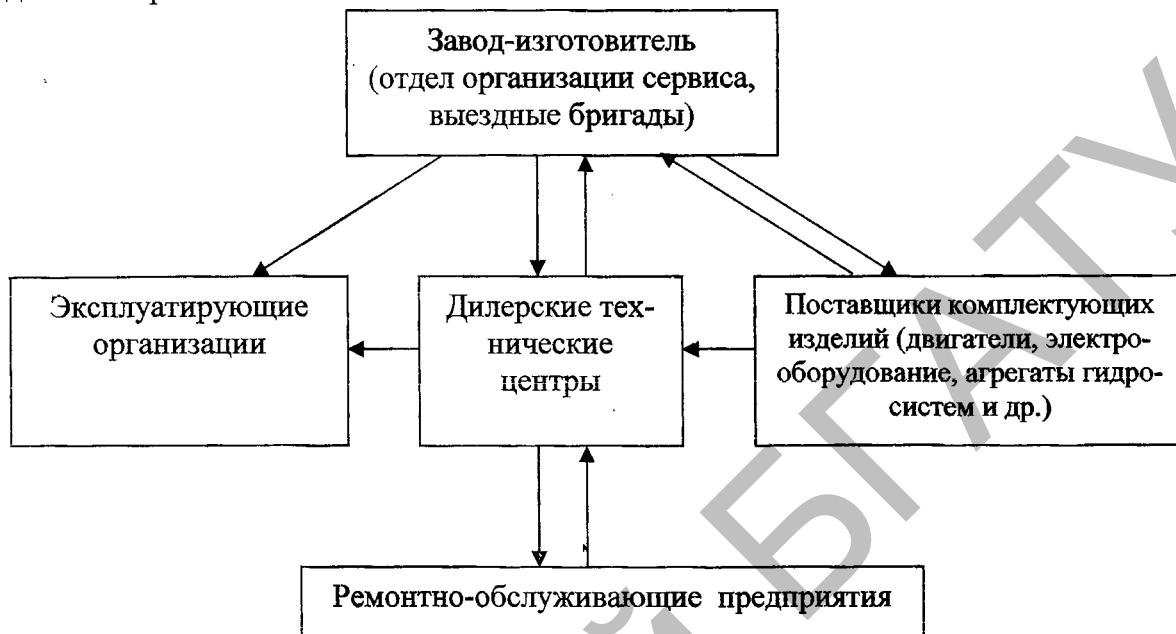 Завод-изготовитель
(отдел организации сервиса,
выездные бригады)
Эксплуатирующие
организации
Дилерские тех-
нические
центры
Поставщики комплектующих
изделий (двигатели, электро-
оборудование, агрегаты гидро-
систем и др.)
Ремонтно-обслуживающие предприятия
БГАТУ